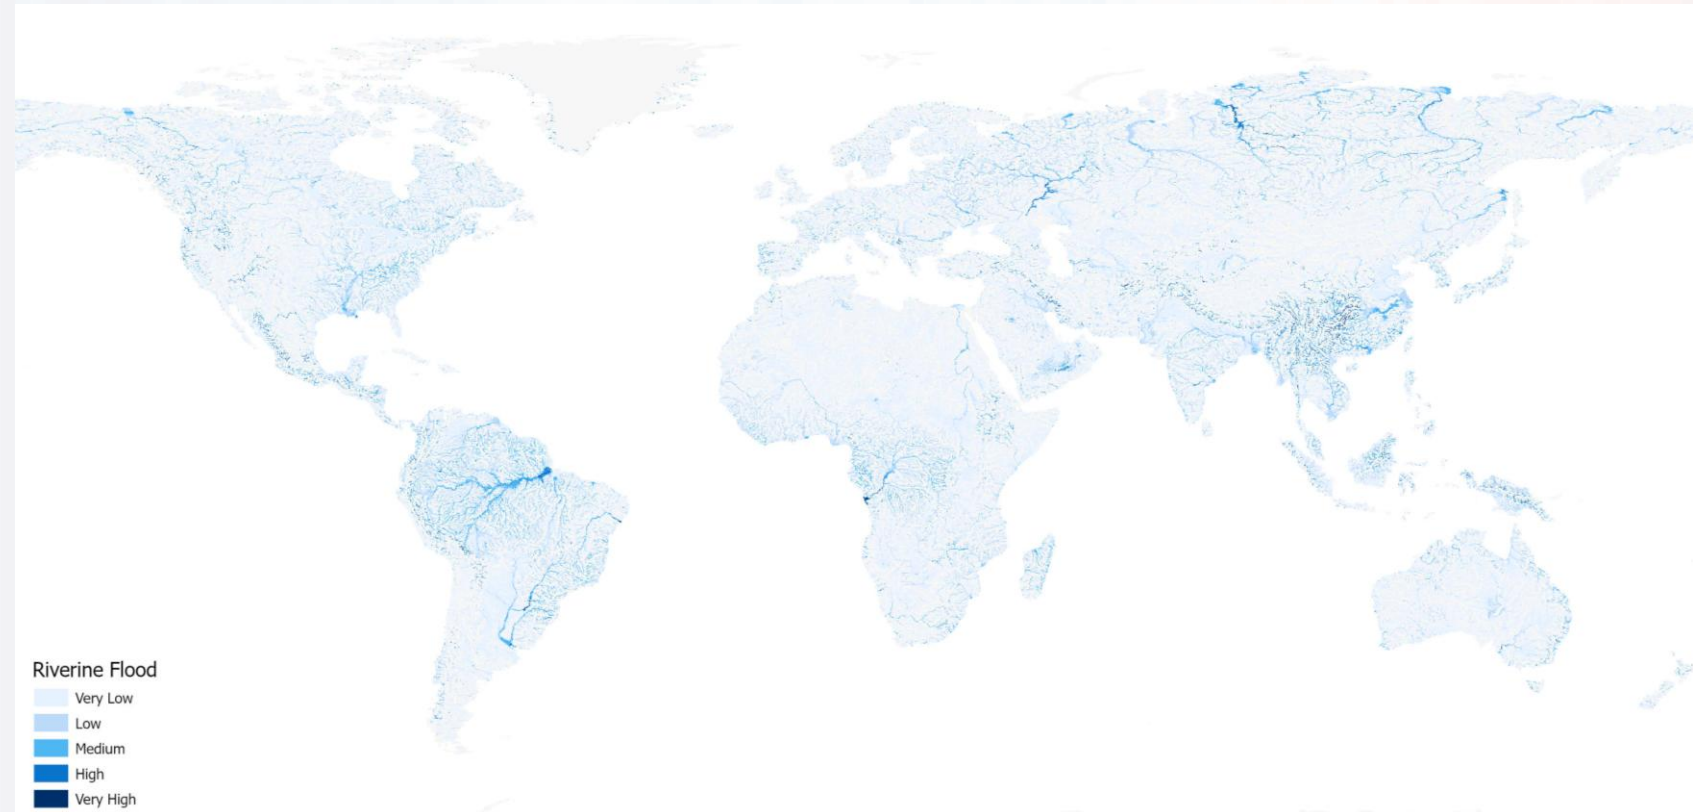 Riverine Flood
Very Low
Low
Medium
High
Very High